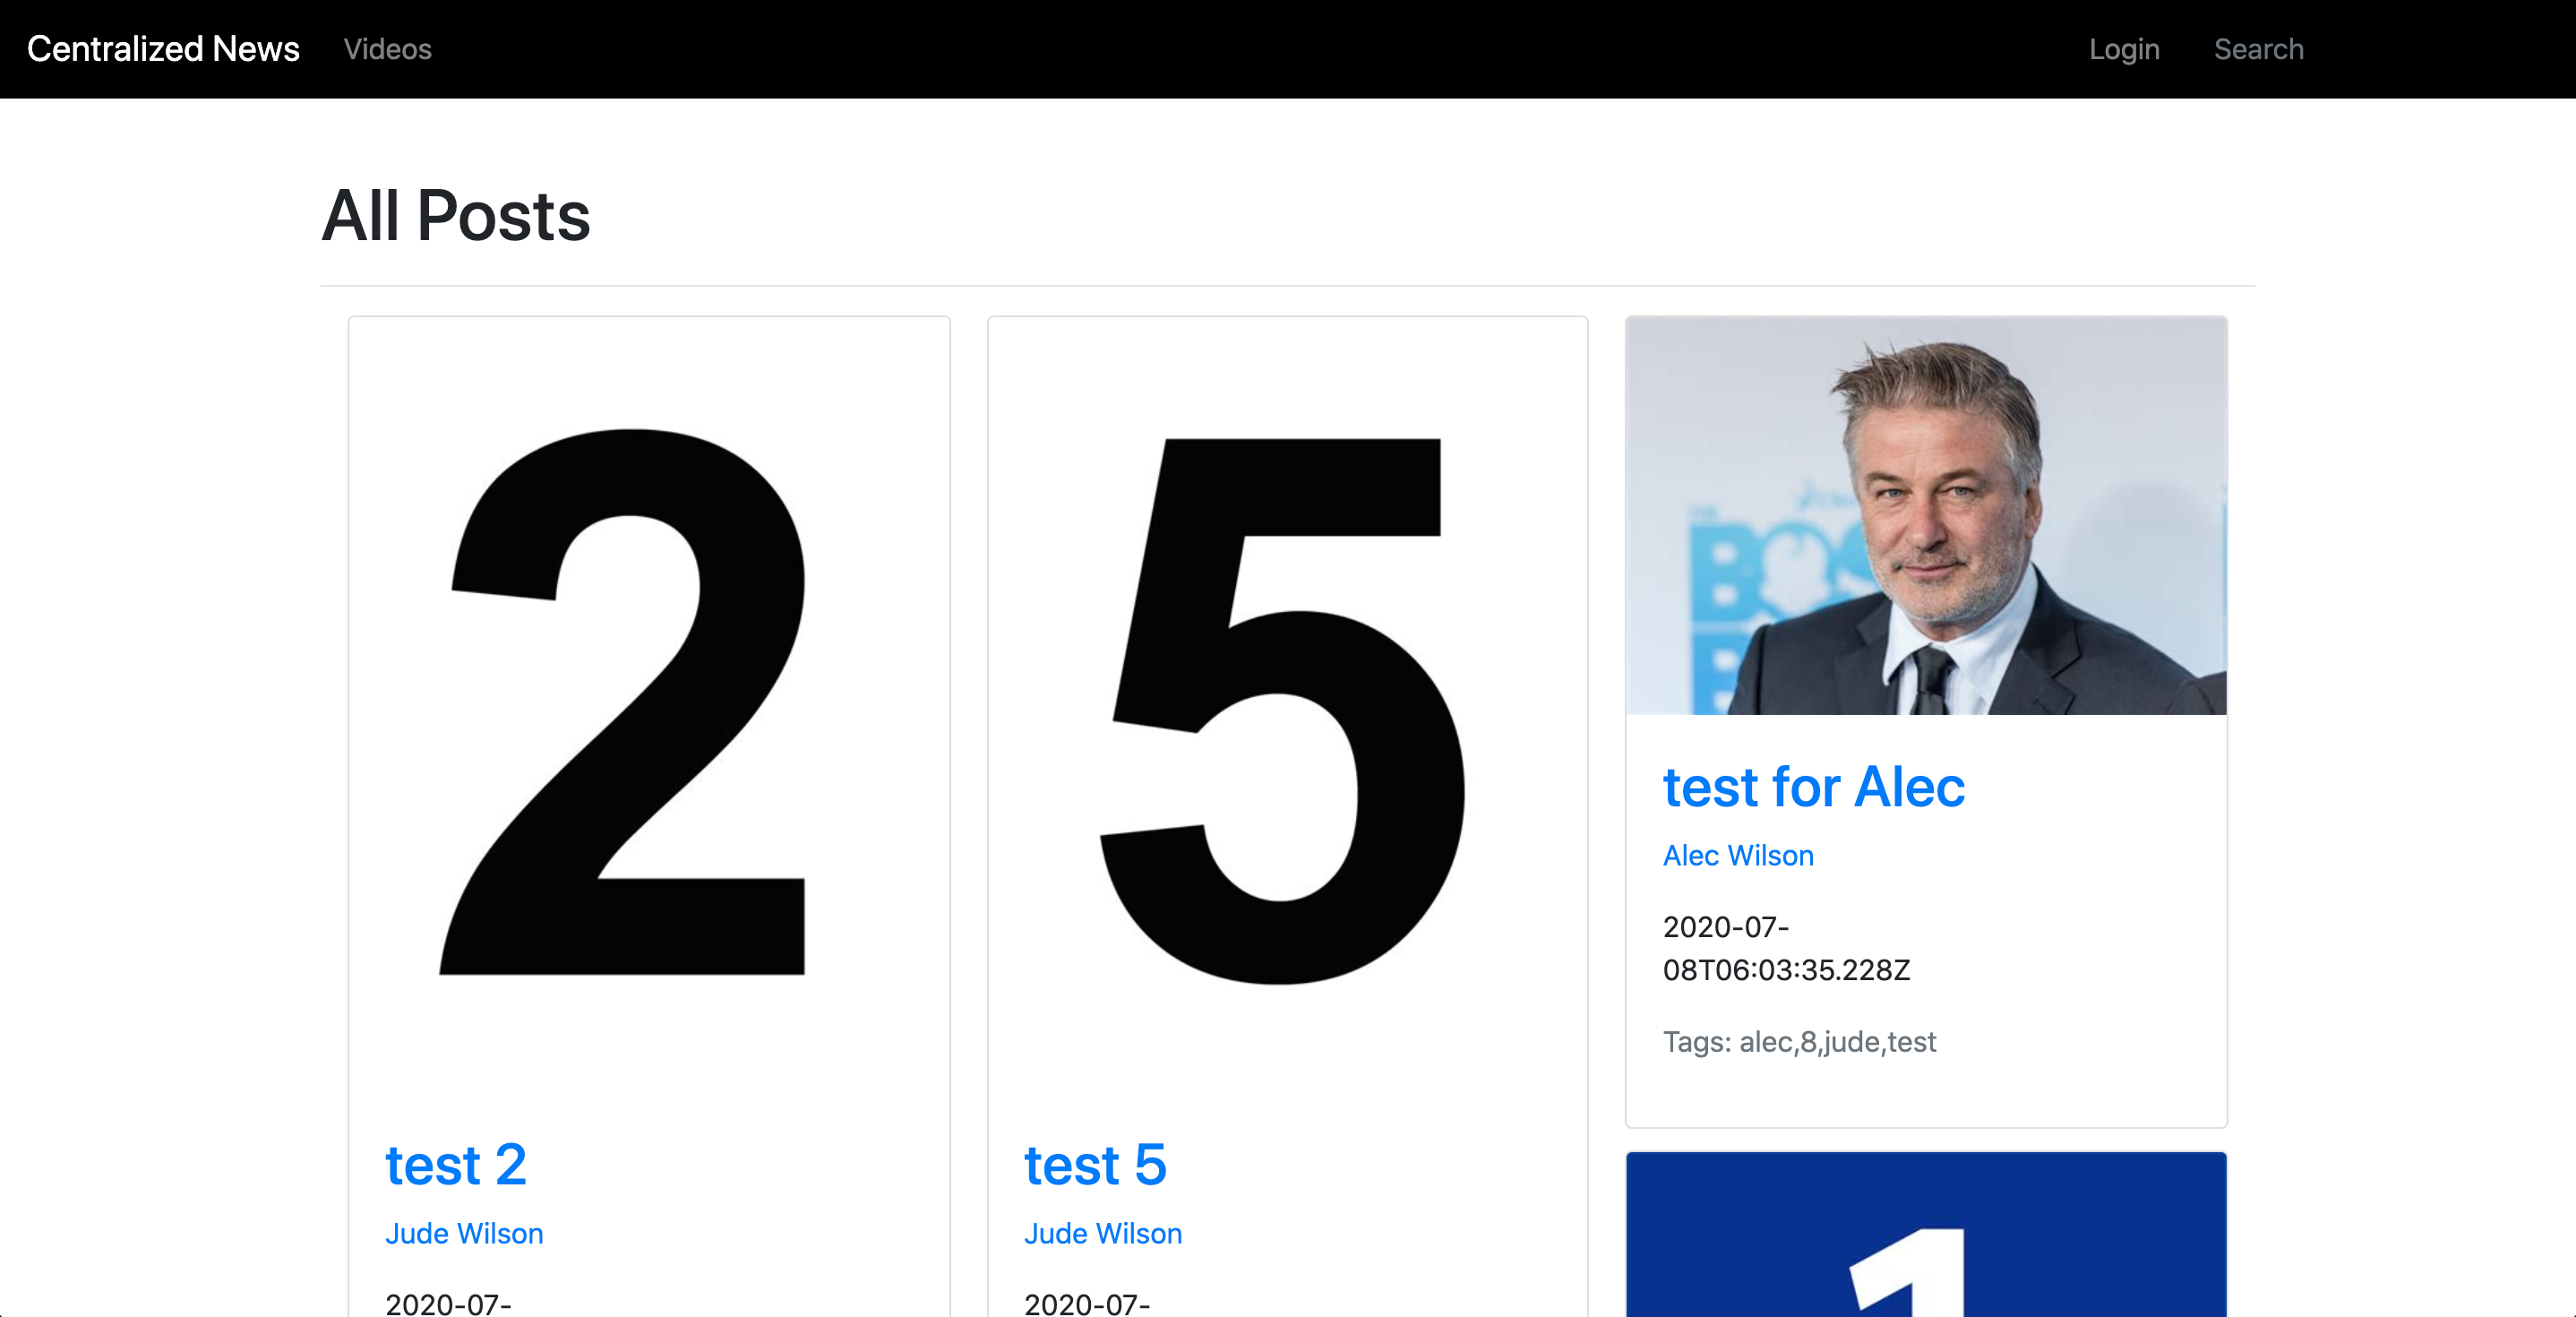 Centralized News Videos Login Search
All Posts
2
test 2
Jude Wilson
2020-07-
5
test 5
Jude Wilson
2020-07-
test for Alec
Alec Wilson
2020-07-
08T06:03:35.228Z
Tags: alec,8,jude,test
1